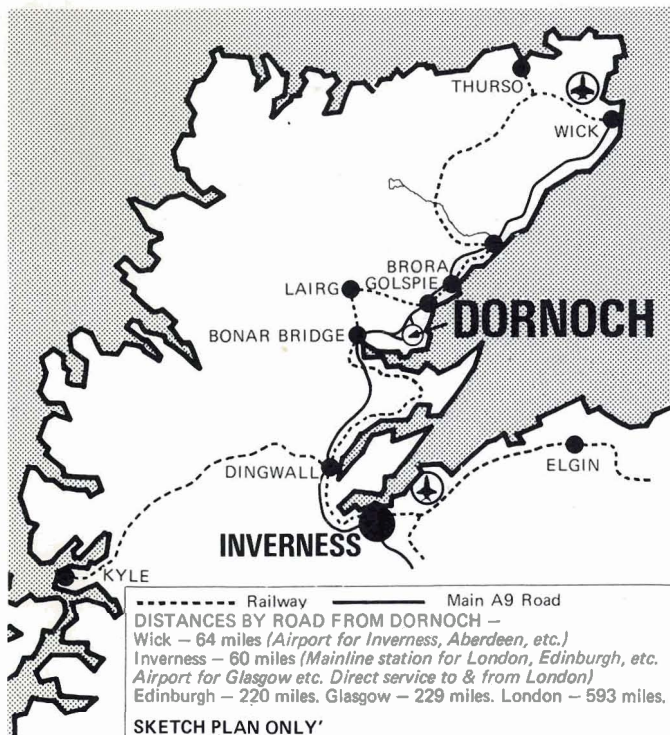 THURSO
WICK
BRORA
GOLSPIE
LAIRG
DORNOCH
BONAR BRIDGE
DINGWALL
ELGIN
INVERNESS
KYLE
Railway Main A9 Road
DISTANCES BY ROAD FROM DORNOCH –
Wick – 64 miles (Airport for Inverness, Aberdeen, etc.)
Inverness – 60 miles (Mainline station for London, Edinburgh, etc.
Airport for Glasgow etc. Direct service to & from London)
Edinburgh – 220 miles. Glasgow – 229 miles. London – 593 miles.
SKETCH PLAN ONLY'